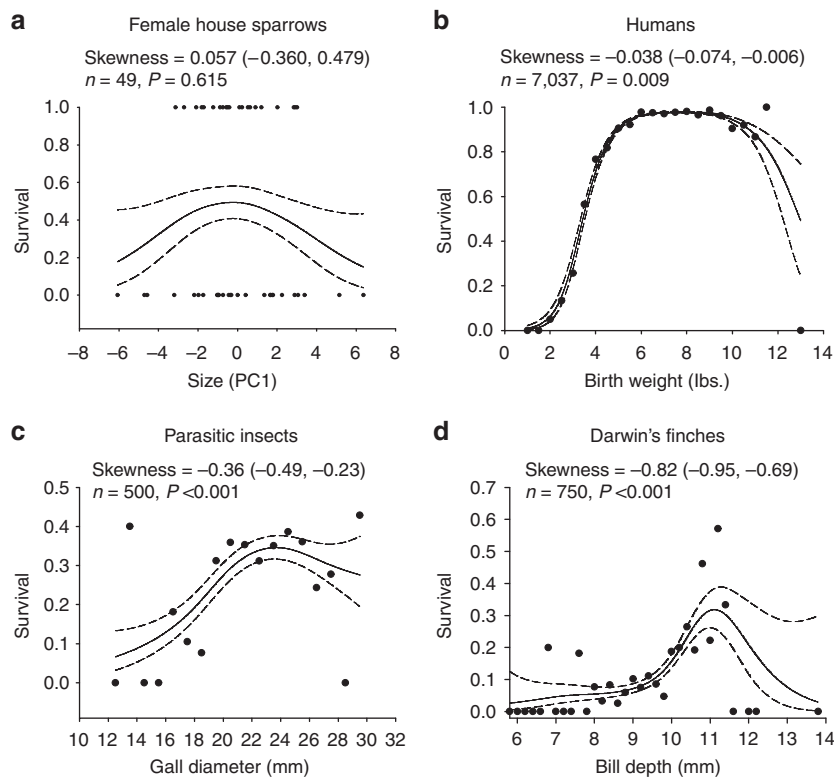 a
Female house sparrows
Skewness = 0.057 (−0.360, 0.479)
n = 49, P = 0.615
1.0
0.8
0.6
0.4
0.2
0.0
Survival
−8 −6 −4 −2 0 2 4 6 8
Size (PC1)
b
Humans
Skewness = −0.038 (−0.074, −0.006)
n = 7,037, P = 0.009
1.0
0.8
0.6
0.4
0.2
0.0
Survival
0 2 4 6 8 10 12 14
Birth weight (lbs.)
c
Parasitic insects
Skewness = −0.36 (−0.49, −0.23)
n = 500, P <0.001
0.5
0.4
0.3
0.2
0.1
0.0
Survival
10 12 14 16 18 20 22 24 26 28 30 32
Gall diameter (mm)
d
Darwin's finches
Skewness = −0.82 (−0.95, −0.69)
n = 750, P <0.001
0.7
0.6
0.5
0.4
0.3
0.2
0.1
0.0
Survival
6 7 8 9 10 11 12 13 14
Bill depth (mm)